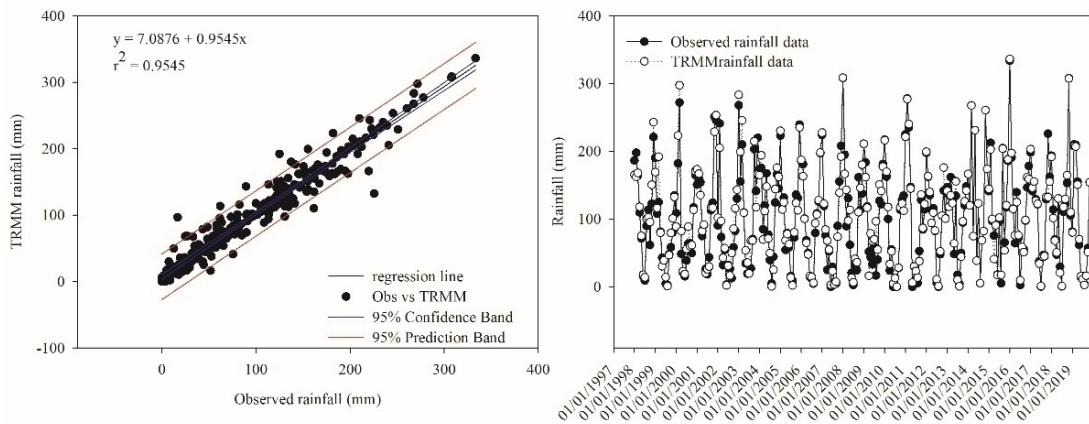 400
300
200
100
0
-100
TRMM rainfall (mm)
y = 7.0876 + 0.9545x
r2 = 0.9545
regression line
Obs vs TRMM
95% Confidence Band
95% Prediction Band
0 100 200 300 400
Observed rainfall (mm)
400
300
200
100
0
Rainfall (mm)
Observed rainfall data
TRMMrainfall data
01/01/1997
01/01/1998
01/01/1999
01/01/2000
01/01/2001
01/01/2002
01/01/2003
01/01/2004
01/01/2005
01/01/2006
01/01/2007
01/01/2008
01/01/2009
01/01/2010
01/01/2011
01/01/2012
01/01/2013
01/01/2014
01/01/2015
01/01/2016
01/01/2017
01/01/2018
01/01/2019